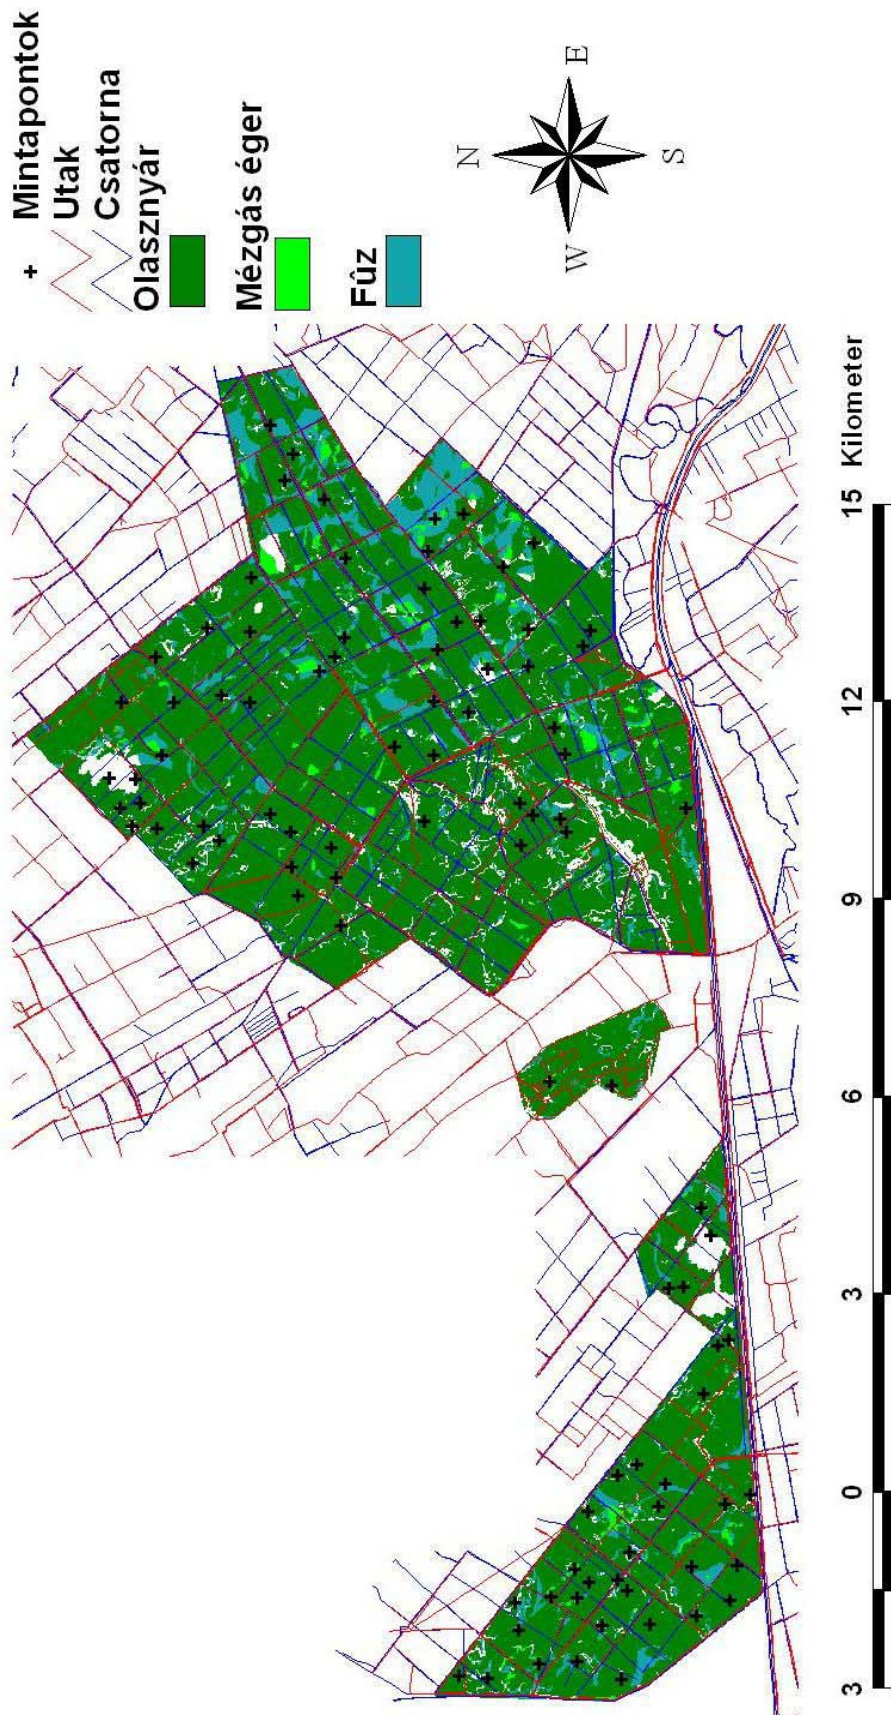 Mintapontok
Utak
Csatorna
Olasznyár
Mézgás éger
Fûz
N
E
S
W
3 0 3 6 9 12 15 Kilometer